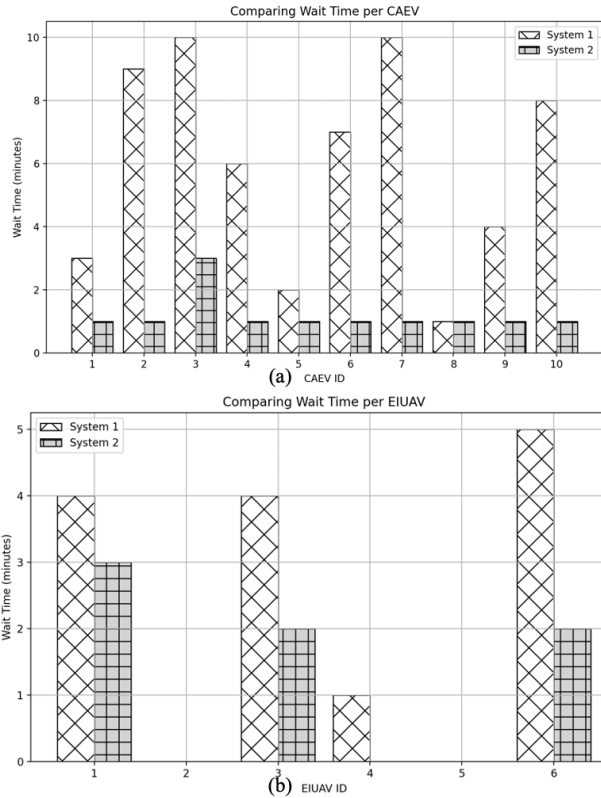 Comparing Wait Time per CAEV
System 1
System 2
Wait Time (minutes)
10
8
6
4
2
0
1 2 3 4 5 6 7 8 9 10
CAEV ID
(a)
Comparing Wait Time per EIUAV
System 1
System 2
Wait Time (minutes)
5
4
3
2
1
0
1 2 3 4 5 6
EIUAV ID
(b)